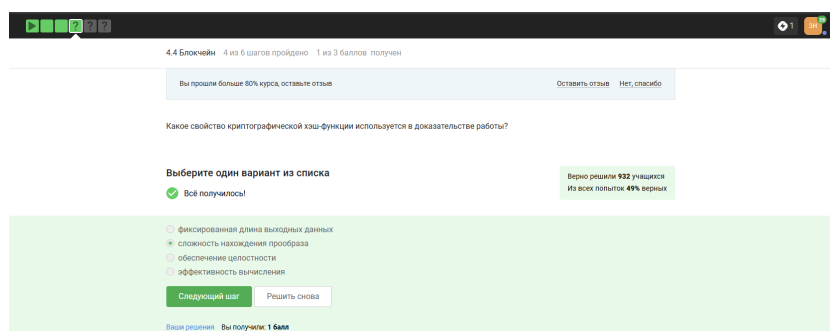 ? ? ?
1
ЗН
28
4.4 Блокчейн 4 из 6 шагов пройдено 1 из 3 баллов получен
Вы прошли больше 80% курса, оставьте отзыв Оставить отзыв Нет, спасибо
Какое свойство криптографической хэш-функции используется в доказательстве работы?
Выберите один вариант из списка
Всё получилось!
Верно решили 932 учащихся
Из всех попыток 49% верных
фиксированная длина выходных данных
сложность нахождения прообраза
обеспечение целостности
эффективность вычисления
Следующий шаг Решить снова
Ваши решения Вы получили: 1 балл